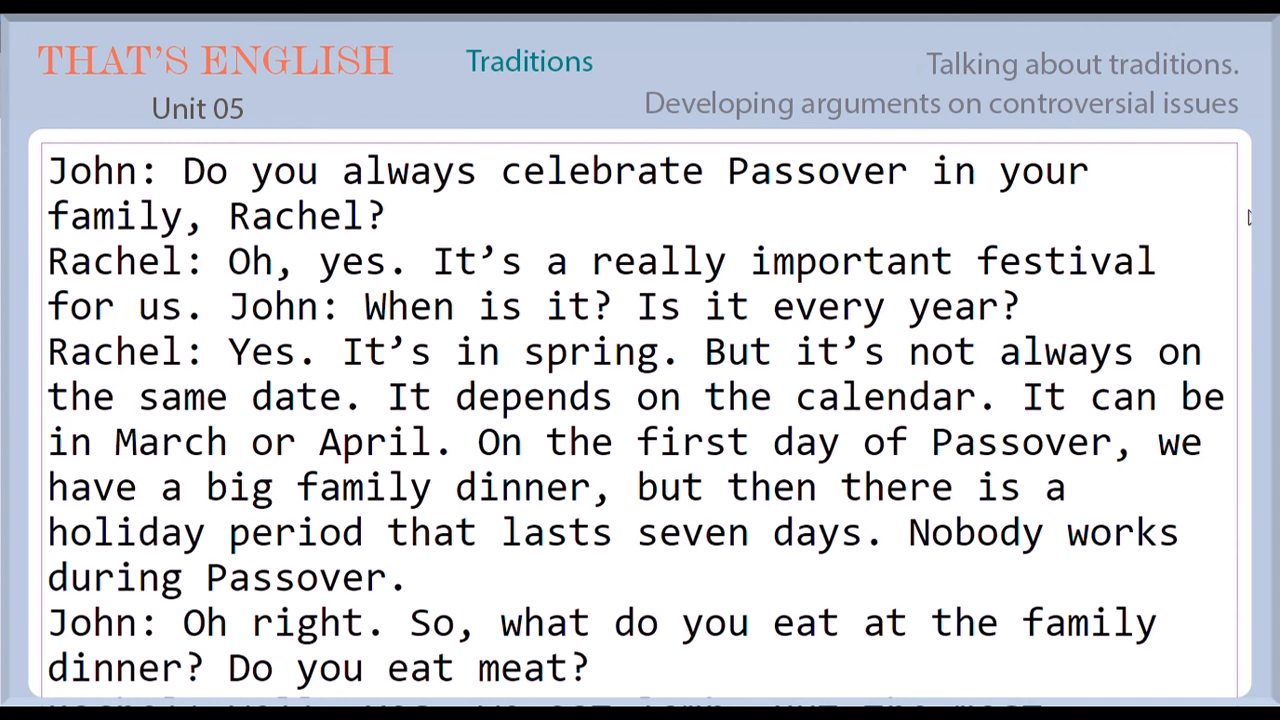 THAT'S ENGLISH
Traditions
Talking about traditions.
Unit 05
Developing arguments on controversial issues
John: Do you always celebrate Passover in your
family, Rachel?
Rachel: Oh, yes. It’s a really important festival
for us. John: When is it? Is it every year?
Rachel: Yes. It’s in spring. But it’s not always on
the same date. It depends on the calendar. It can be
in March or April. On the first day of Passover, we
have a big family dinner, but then there is a
holiday period that lasts seven days. Nobody works
during Passover.
John: Oh right. So, what do you eat at the family
dinner? Do you eat meat?